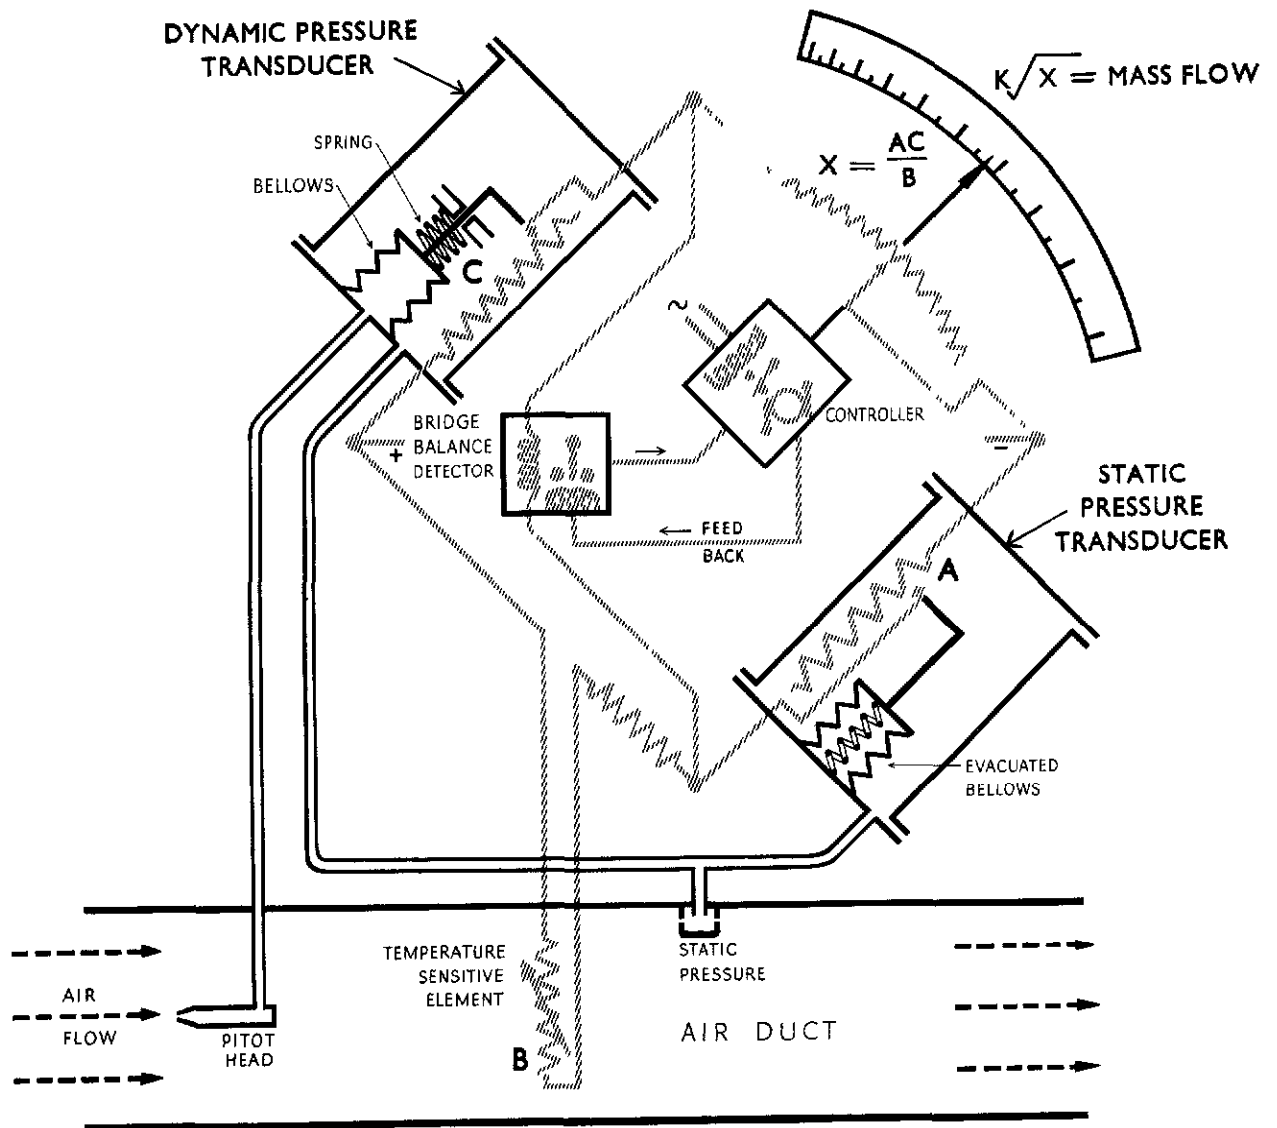 DYNAMIC PRESSURE
TRANSDUCER
SPRING
BELLOWS
C
K√X = MASS FLOW
X = AC/B
~
CONTROLLER
BRIDGE
BALANCE
DETECTOR
+
→
← FEED
BACK
−
STATIC
PRESSURE
TRANSDUCER
A
EVACUATED
BELLOWS
TEMPERATURE
SENSITIVE
ELEMENT
B
STATIC
PRESSURE
AIR
FLOW
PITOT
HEAD
AIR DUCT